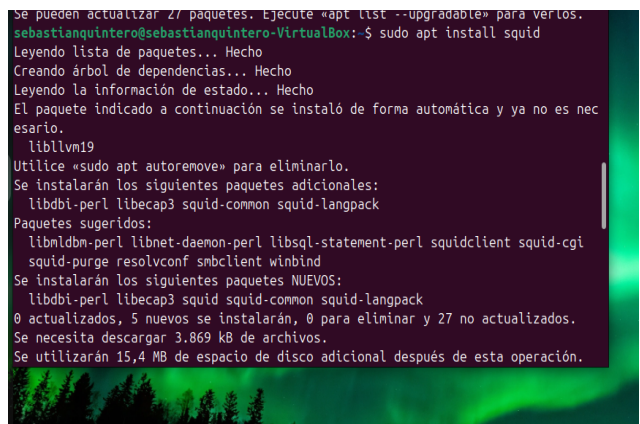 Se pueden actualizar 27 paquetes. Ejecute «apt list --upgradable» para verlos.
sebastianquintero@sebastianquintero-VirtualBox:~$ sudo apt install squid
Leyendo lista de paquetes... Hecho
Creando árbol de dependencias... Hecho
Leyendo la información de estado... Hecho
El paquete indicado a continuación se instaló de forma automática y ya no es nec
esario.
  libllvm19
Utilice «sudo apt autoremove» para eliminarlo.
Se instalarán los siguientes paquetes adicionales:
  libdbi-perl libecap3 squid-common squid-langpack
Paquetes sugeridos:
  libmldbm-perl libnet-daemon-perl libsql-statement-perl squidclient squid-cgi
  squid-purge resolvconf smbclient winbind
Se instalarán los siguientes paquetes NUEVOS:
  libdbi-perl libecap3 squid squid-common squid-langpack
0 actualizados, 5 nuevos se instalarán, 0 para eliminar y 27 no actualizados.
Se necesita descargar 3.869 kB de archivos.
Se utilizarán 15,4 MB de espacio de disco adicional después de esta operación.